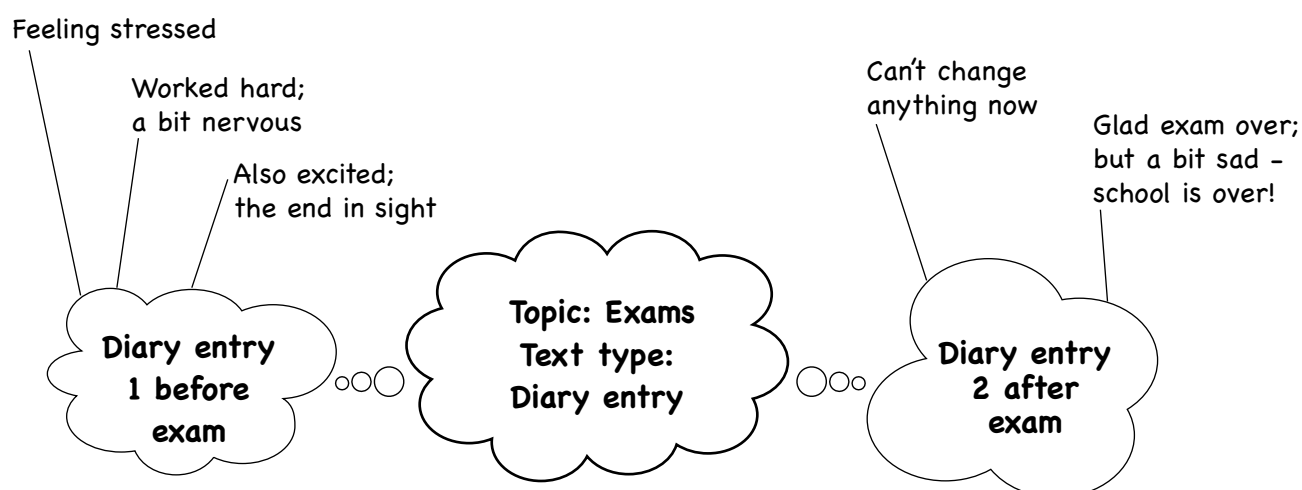 Feeling stressed
Worked hard;
a bit nervous
Also excited;
the end in sight
Diary entry
1 before
exam
Topic: Exams
Text type:
Diary entry
Can't change
anything now
Glad exam over;
but a bit sad –
school is over!
Diary entry
2 after
exam